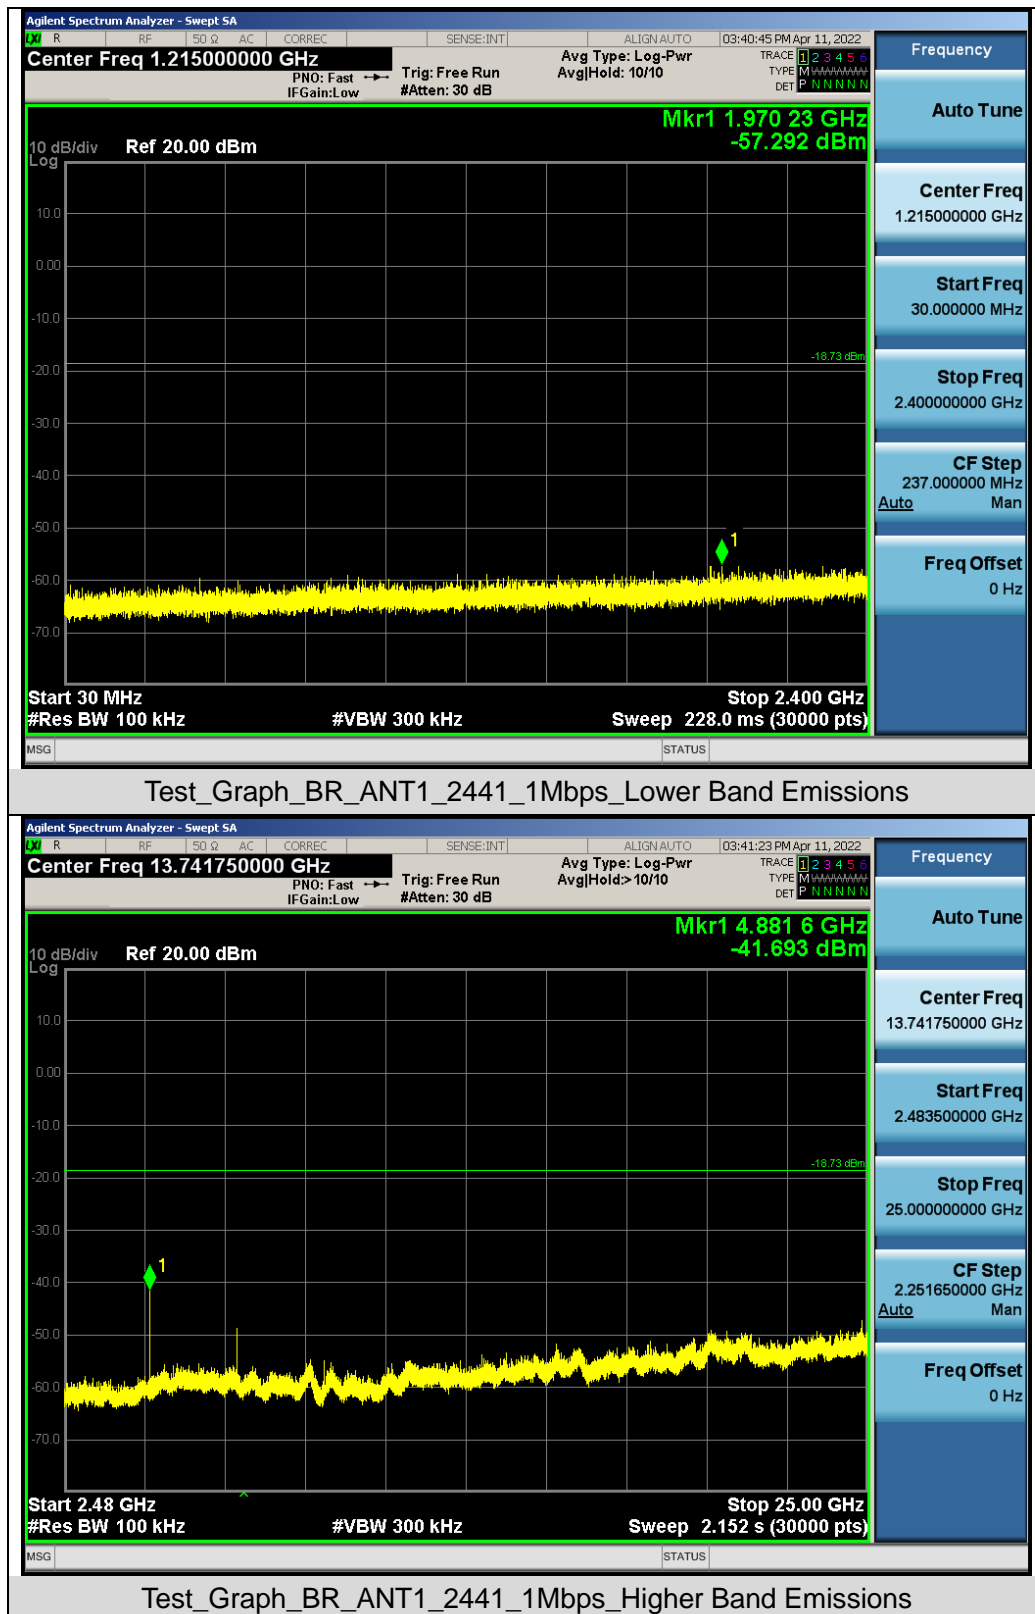 Agilent Spectrum Analyzer - Swept SA
LXI R RF 50 Ω AC CORREC SENSE:INT ALIGN AUTO 03:40:45 PM Apr 11, 2022
Center Freq 1.215000000 GHz
PNO: Fast
IFGain:Low
Trig: Free Run
#Atten: 30 dB
Avg Type: Log-Pwr
Avg|Hold: 10/10
TRACE 1 2 3 4 5 6
TYPE M
DET P N N N N N
Mkr1 1.970 23 GHz
-57.292 dBm
10 dB/div Ref 20.00 dBm
Log
10.0
0.00
-10.0
-18.73 dBm
-20.0
-30.0
-40.0
-50.0
1
-60.0
-70.0
Start 30 MHz Stop 2.400 GHz
#Res BW 100 kHz #VBW 300 kHz Sweep 228.0 ms (30000 pts)
MSG STATUS
Frequency
Auto Tune
Center Freq
1.215000000 GHz
Start Freq
30.000000 MHz
Stop Freq
2.400000000 GHz
CF Step
237.000000 MHz
Auto Man
Freq Offset
0 Hz
Test_Graph_BR_ANT1_2441_1Mbps_Lower Band Emissions
Agilent Spectrum Analyzer - Swept SA
LXI R RF 50 Ω AC CORREC SENSE:INT ALIGN AUTO 03:41:23 PM Apr 11, 2022
Center Freq 13.741750000 GHz
PNO: Fast
IFGain:Low
Trig: Free Run
#Atten: 30 dB
Avg Type: Log-Pwr
Avg|Hold:>10/10
TRACE 1 2 3 4 5 6
TYPE M
DET P N N N N N
Mkr1 4.881 6 GHz
-41.693 dBm
10 dB/div Ref 20.00 dBm
Log
10.0
0.00
-10.0
-18.73 dBm
-20.0
-30.0
1
-40.0
-50.0
-60.0
-70.0
Start 2.48 GHz Stop 25.00 GHz
#Res BW 100 kHz #VBW 300 kHz Sweep 2.152 s (30000 pts)
MSG STATUS
Frequency
Auto Tune
Center Freq
13.741750000 GHz
Start Freq
2.483500000 GHz
Stop Freq
25.000000000 GHz
CF Step
2.251650000 GHz
Auto Man
Freq Offset
0 Hz
Test_Graph_BR_ANT1_2441_1Mbps_Higher Band Emissions